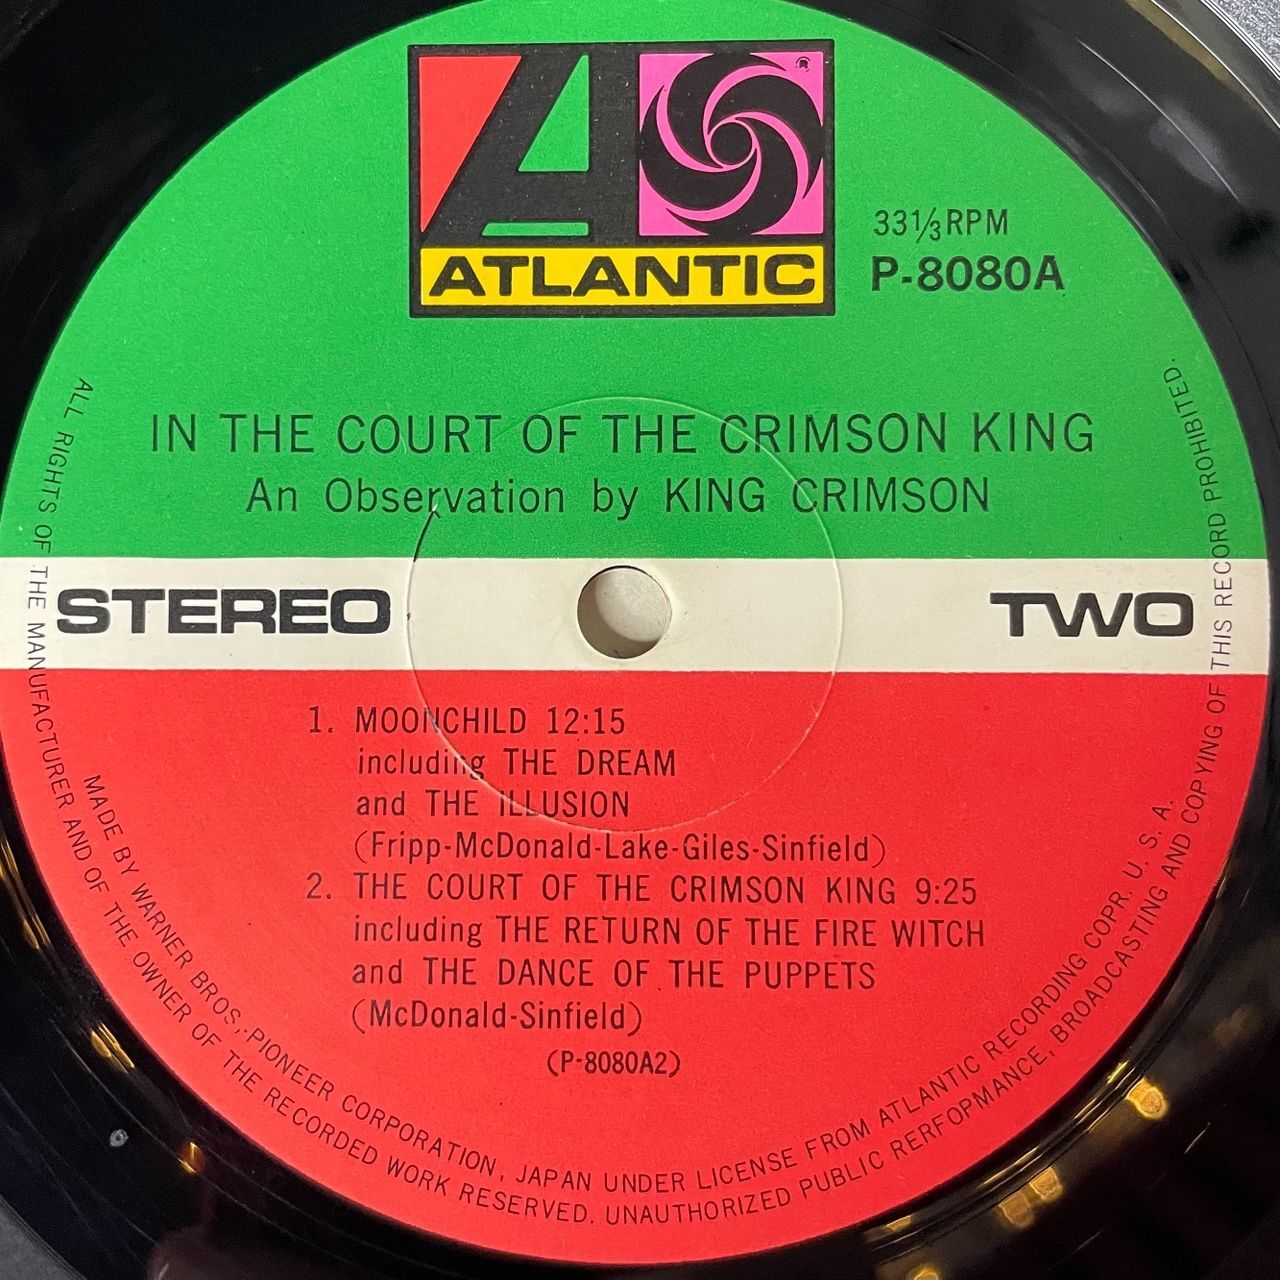 ATLANTIC
33⅓RPM
P-8080A
IN THE COURT OF THE CRIMSON KING
An Observation by KING CRIMSON
STEREO
TWO
1. MOONCHILD 12:15
including THE DREAM
and THE ILLUSION
(Fripp-McDonald-Lake-Giles-Sinfield)
2. THE COURT OF THE CRIMSON KING 9:25
including THE RETURN OF THE FIRE WITCH
and THE DANCE OF THE PUPPETS
(McDonald-Sinfield)
(P-8080A2)
MADE BY WARNER BROS.-PIONEER CORPORATION, JAPAN UNDER LICENSE FROM ATLANTIC RECORDING COPR. U. S. A.
ALL RIGHTS OF THE MANUFACTURER AND OF THE OWNER OF THE RECORDED WORK RESERVED. UNAUTHORIZED PUBLIC RERFOPMANCE, BROADCASTING AND COPYING OF THIS RECORD PROHIBITED.